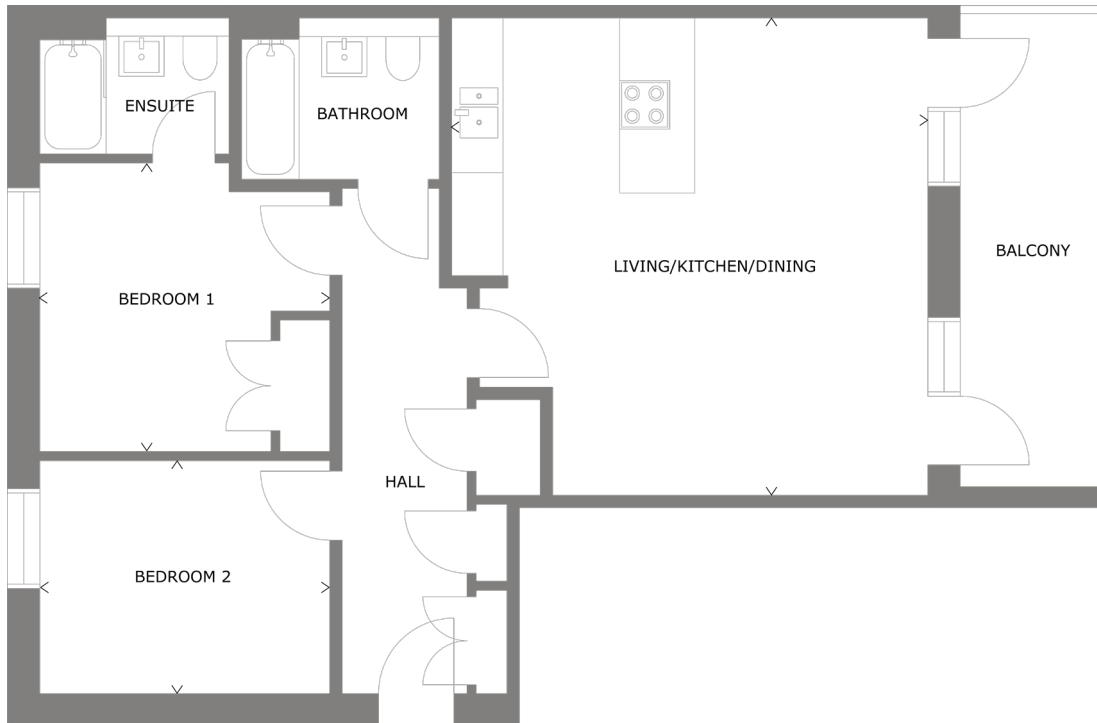 ENSUITE
BATHROOM
BALCONY
LIVING/KITCHEN/DINING
BEDROOM 1
HALL
BEDROOM 2